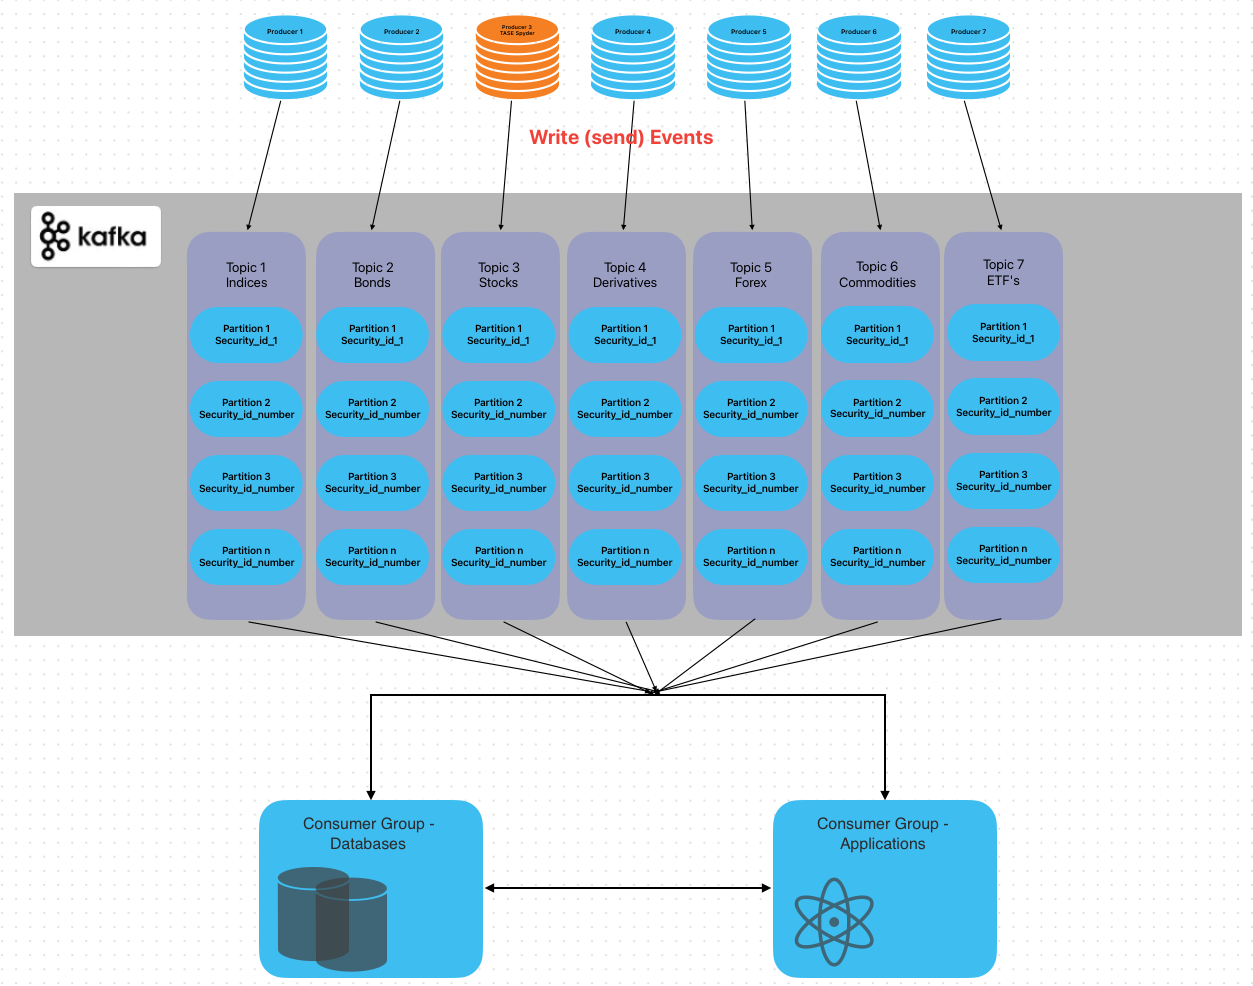 Producer 1
Producer 2
Producer 3
TASE Spyder
Producer 4
Producer 5
Producer 6
Producer 7
Write (send) Events
kafka
Topic 1
Indices
Partition 1
Security_id_1
Partition 2
Security_id_number
Partition 3
Security_id_number
Partition n
Security_id_number
Topic 2
Bonds
Partition 1
Security_id_1
Partition 2
Security_id_number
Partition 3
Security_id_number
Partition n
Security_id_number
Topic 3
Stocks
Partition 1
Security_id_1
Partition 2
Security_id_number
Partition 3
Security_id_number
Partition n
Security_id_number
Topic 4
Derivatives
Partition 1
Security_id_1
Partition 2
Security_id_number
Partition 3
Security_id_number
Partition n
Security_id_number
Topic 5
Forex
Partition 1
Security_id_1
Partition 2
Security_id_number
Partition 3
Security_id_number
Partition n
Security_id_number
Topic 6
Commodities
Partition 1
Security_id_1
Partition 2
Security_id_number
Partition 3
Security_id_number
Partition n
Security_id_number
Topic 7
ETF's
Partition 1
Security_id_1
Partition 2
Security_id_number
Partition 3
Security_id_number
Partition n
Security_id_number
Consumer Group -
Databases
Consumer Group -
Applications